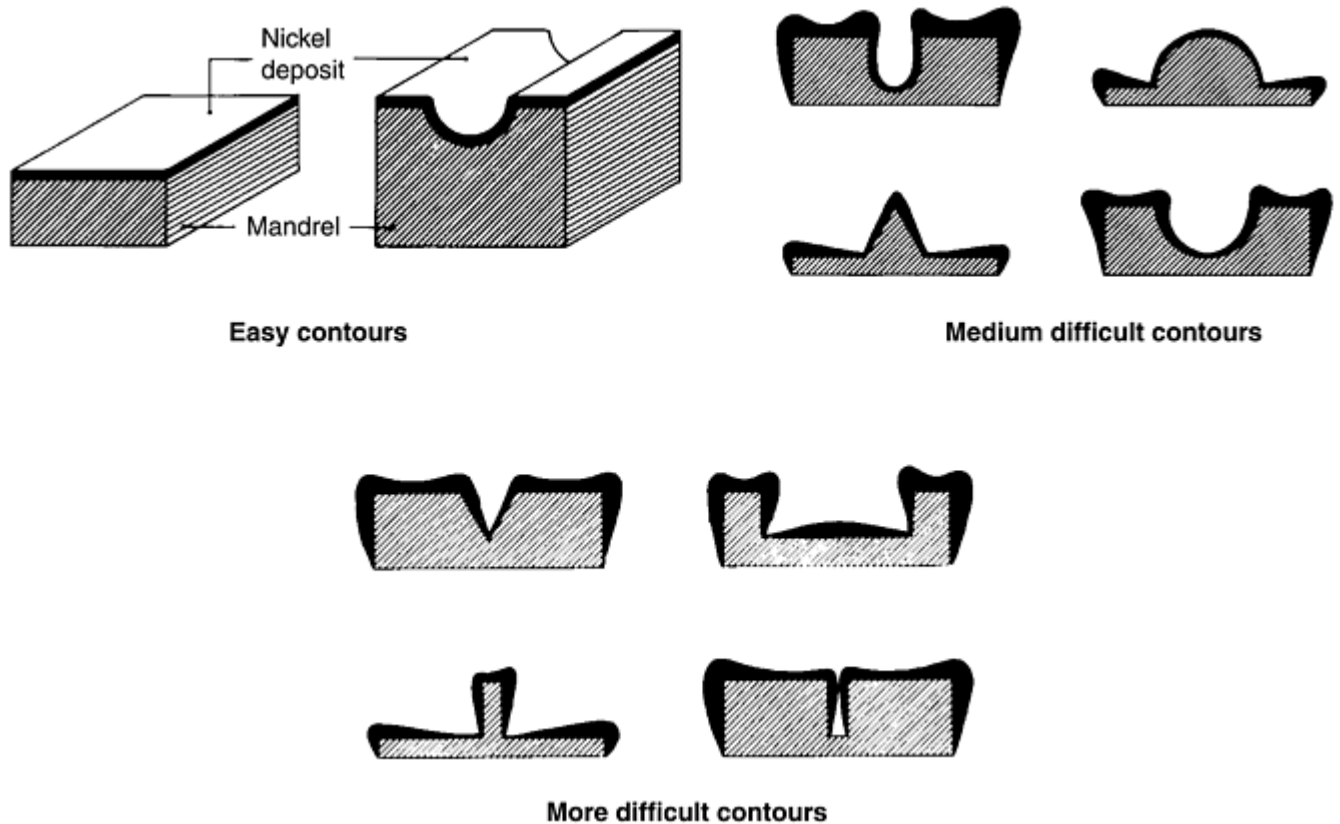 Nickel
deposit
Mandrel
Easy contours
Medium difficult contours
More difficult contours